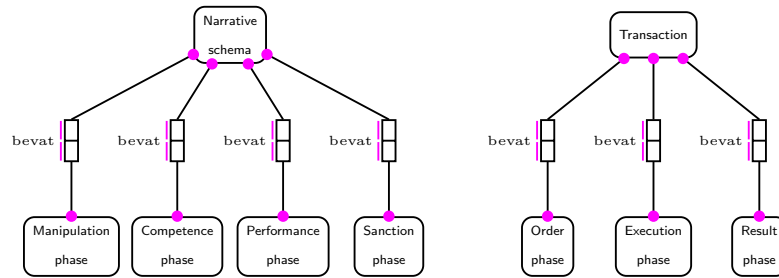 Narrative
schema
Transaction
bevat bevat bevat bevat bevat bevat bevat
Manipulation
phase
Competence
phase
Performance
phase
Sanction
phase
Order
phase
Execution
phase
Result
phase